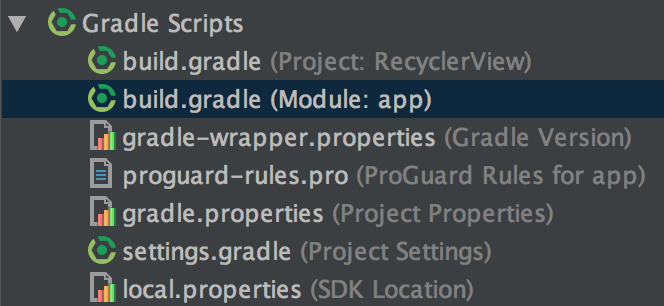 Gradle Scripts
build.gradle (Project: RecyclerView)
build.gradle (Module: app)
gradle-wrapper.properties (Gradle Version)
proguard-rules.pro (ProGuard Rules for app)
gradle.properties (Project Properties)
settings.gradle (Project Settings)
local.properties (SDK Location)